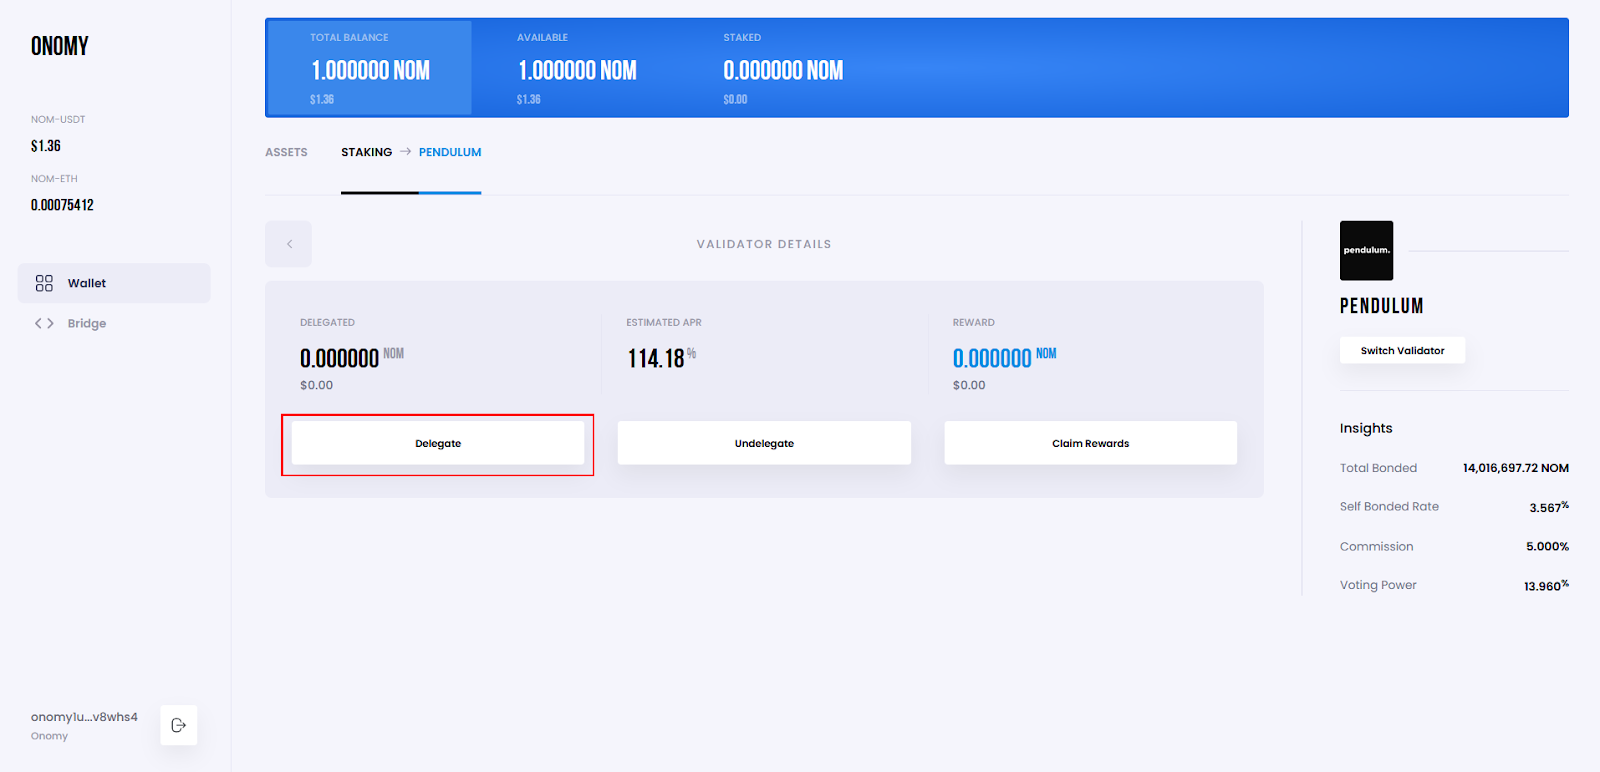 ONOMY
NOM-USDT
$1.36
NOM-ETH
0.00075412
Wallet
Bridge
onomy1u...v8whs4
Onomy
TOTAL BALANCE
1.000000 NOM
$1.36
AVAILABLE
1.000000 NOM
$1.36
STAKED
0.000000 NOM
$0.00
ASSETS
STAKING → PENDULUM
VALIDATOR DETAILS
DELEGATED
0.000000 NOM
$0.00
Delegate
ESTIMATED APR
114.18 %
Undelegate
REWARD
0.000000 NOM
$0.00
Claim Rewards
pendulum.
PENDULUM
Switch Validator
Insights
Total Bonded 14,016,697.72 NOM
Self Bonded Rate 3.567%
Commission 5.000%
Voting Power 13.960%